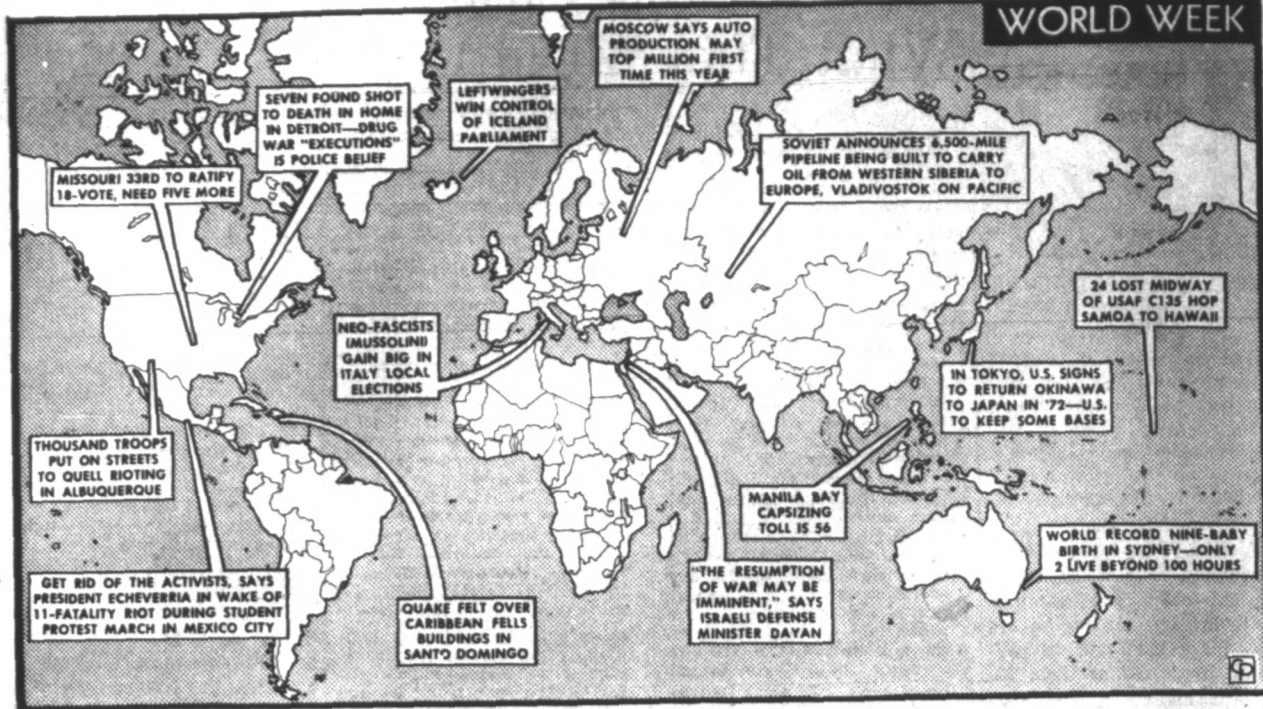 WORLD WEEK
MOSCOW SAYS AUTO
PRODUCTION MAY
TOP MILLION FIRST
TIME THIS YEAR
SEVEN FOUND SHOT
TO DEATH IN HOME
IN DETROIT—DRUG
WAR "EXECUTIONS"
IS POLICE BELIEF
LEFTWINGERS
WIN CONTROL
OF ICELAND
PARLIAMENT
MISSOURI 33RD TO RATIFY
18-VOTE, NEED FIVE MORE
SOVIET ANNOUNCES 6,500-MILE
PIPELINE BEING BUILT TO CARRY
OIL FROM WESTERN SIBERIA TO
EUROPE, VLADIVOSTOK ON PACIFIC
24 LOST MIDWAY
OF USAF C135 HOP
SAMOA TO HAWAII
NEO-FASCISTS
(MUSSOLINI)
GAIN BIG IN
ITALY LOCAL
ELECTIONS
IN TOKYO, U.S. SIGNS
TO RETURN OKINAWA
TO JAPAN IN '72—U.S.
TO KEEP SOME BASES
THOUSAND TROOPS
PUT ON STREETS
TO QUELL RIOTING
IN ALBUQUERQUE
MANILA BAY
CAPSIZING
TOLL IS 56
WORLD RECORD NINE-BABY
BIRTH IN SYDNEY—ONLY
2 LIVE BEYOND 100 HOURS
GET RID OF THE ACTIVISTS, SAYS
PRESIDENT ECHEVERRIA IN WAKE OF
11-FATALITY RIOT DURING STUDENT
PROTEST MARCH IN MEXICO CITY
QUAKE FELT OVER
CARIBBEAN FELLS
BUILDINGS IN
SANTO DOMINGO
"THE RESUMPTION
OF WAR MAY BE
IMMINENT," SAYS
ISRAELI DEFENSE
MINISTER DAYAN
CP